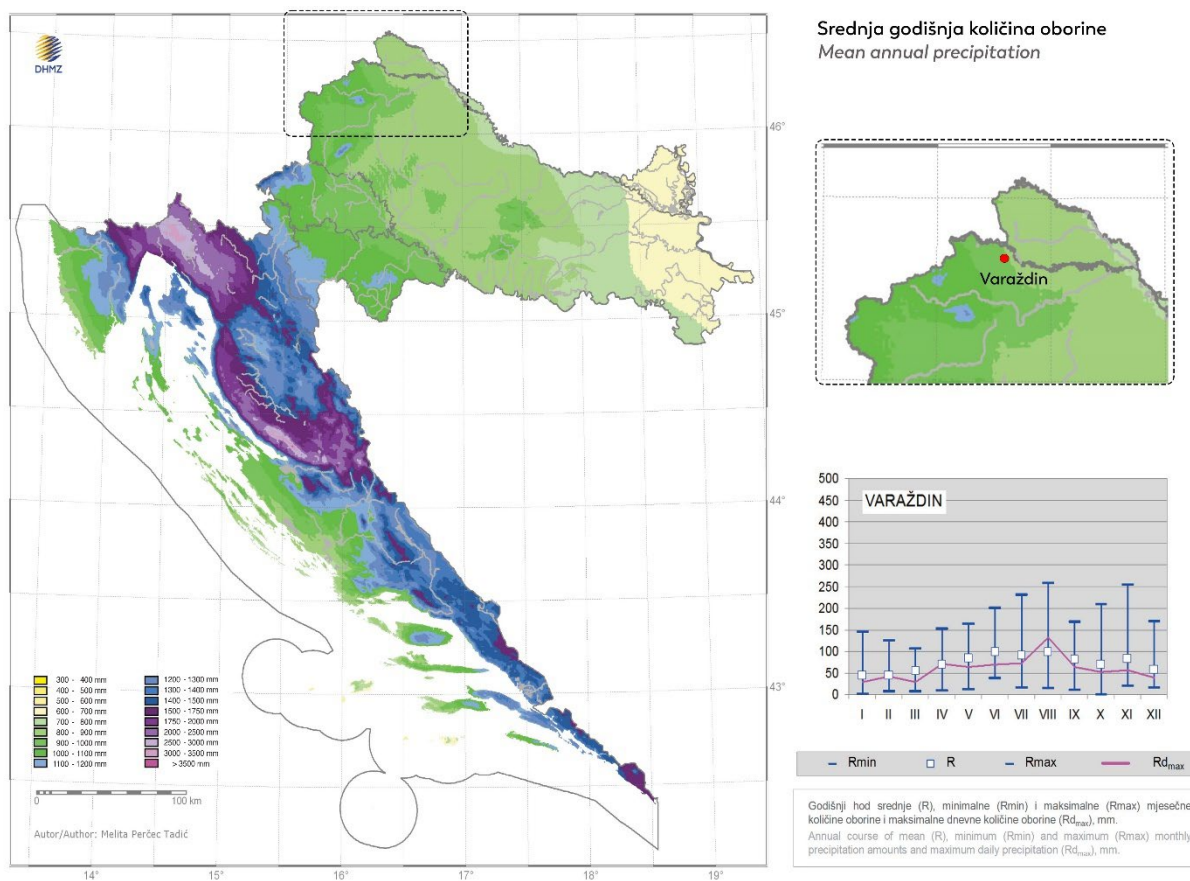 DHMZ
Srednja godišnja količina oborine
Mean annual precipitation
46°
45°
44°
43°
Varaždin
300 - 400 mm
400 - 500 mm
500 - 600 mm
600 - 700 mm
700 - 800 mm
800 - 900 mm
900 - 1000 mm
1000 - 1100 mm
1100 - 1200 mm
1200 - 1300 mm
1300 - 1400 mm
1400 - 1500 mm
1500 - 1750 mm
1750 - 2000 mm
2000 - 2500 mm
2500 - 3000 mm
3000 - 3500 mm
> 3500 mm
0 100 km
Autor/Author: Melita Perčec Tadić
14° 15° 16° 17° 18° 19°
VARAŽDIN
500
450
400
350
300
250
200
150
100
50
0
I II III IV V VI VII VIII IX X XI XII
Rmin R Rmax Rdmax
Godišnji hod srednje (R), minimalne (Rmin) i maksimalne (Rmax) mjesečne
količine oborine i maksimalne dnevne količine oborine (Rdmax), mm.
Annual course of mean (R), minimum (Rmin) and maximum (Rmax) monthly
precipitation amounts and maximum daily precipitation (Rdmax), mm.